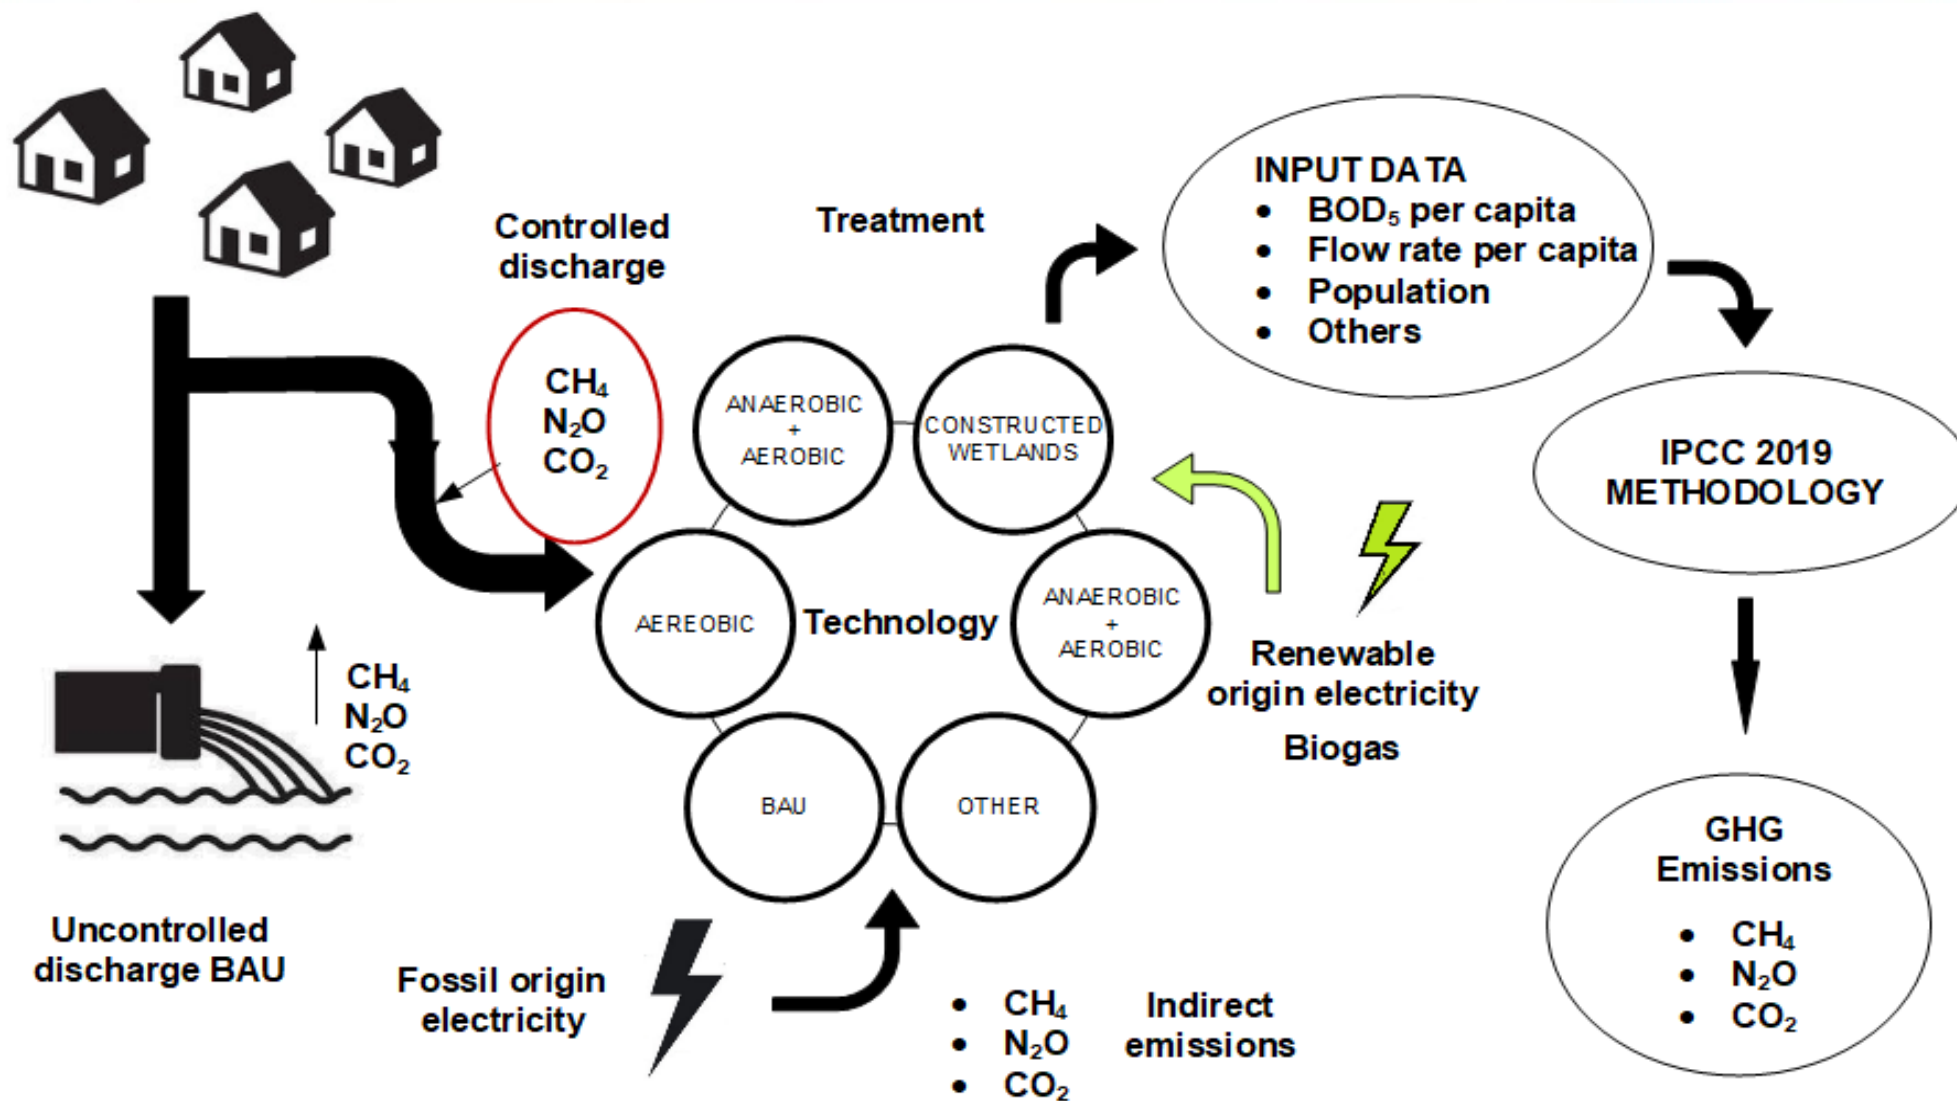 Controlled
discharge
CH₄
N₂O
CO₂
Treatment
INPUT DATA
• BOD₅ per capita
• Flow rate per capita
• Population
• Others
IPCC 2019
METHODOLOGY
GHG
Emissions
• CH₄
• N₂O
• CO₂
ANAEROBIC
+
AEROBIC
CONSTRUCTED
WETLANDS
AEREOBIC
Technology
ANAEROBIC
+
AEROBIC
BAU
OTHER
Renewable
origin electricity
Biogas
CH₄
N₂O
CO₂
Uncontrolled
discharge BAU
Fossil origin
electricity
• CH₄
• N₂O
• CO₂
Indirect
emissions